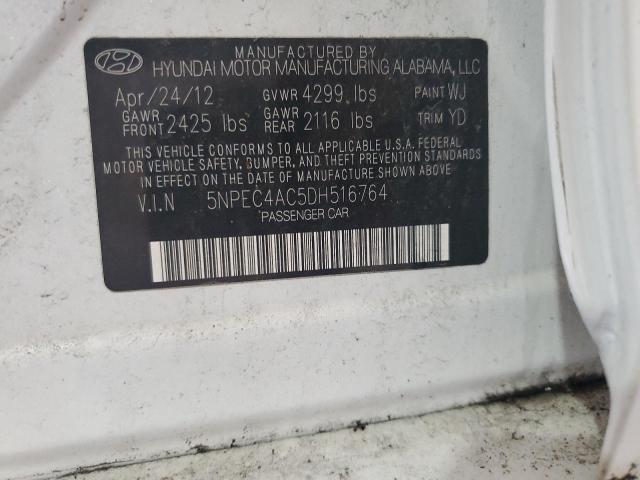 MANUFACTURED BY
HYUNDAI MOTOR MANUFACTURING ALABAMA, LLC
Apr/24/12 GVWR 4299 lbs PAINT WJ
GAWR FRONT 2425 lbs GAWR REAR 2116 lbs TRIM YD
THIS VEHICLE CONFORMS TO ALL APPLICABLE U.S.A. FEDERAL
MOTOR VEHICLE SAFETY, BUMPER, AND THEFT PREVENTION STANDARDS
IN EFFECT ON THE DATE OF MANUFACTURE SHOWN ABOVE.
V.I.N 5NPEC4AC5DH516764
PASSENGER CAR